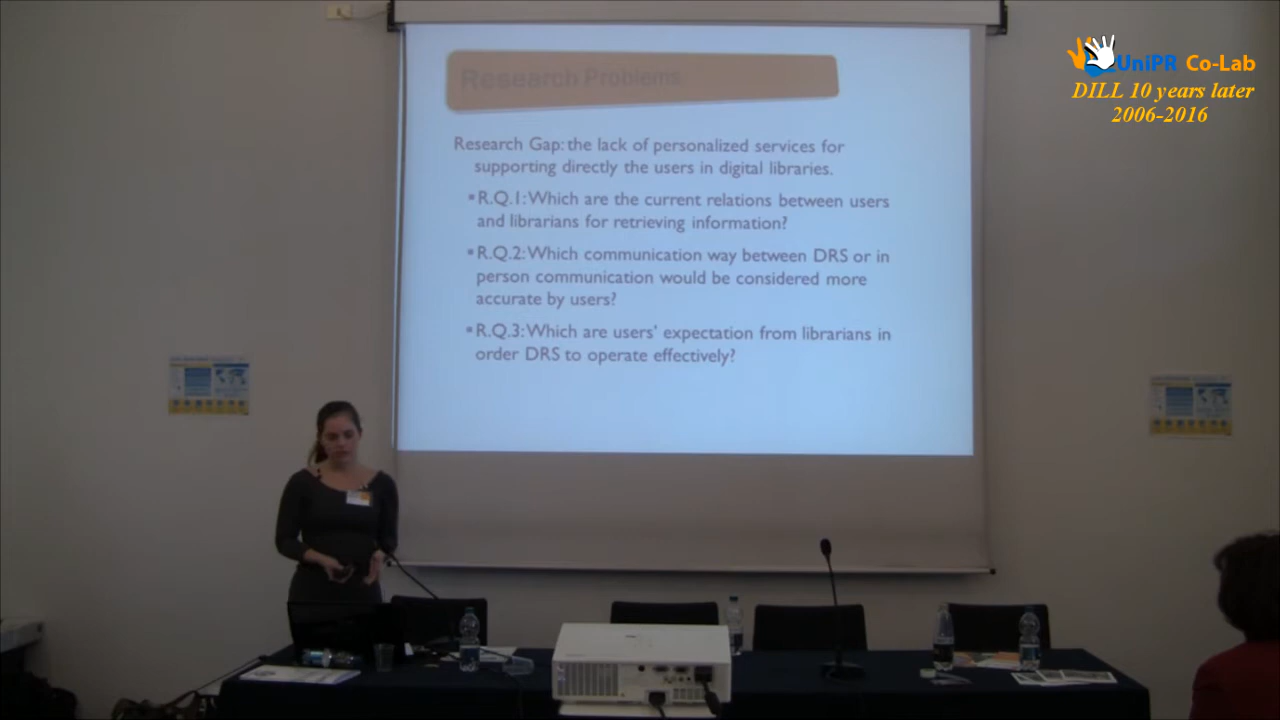 Research Problems
Research Gap: the lack of personalized services for
supporting directly the users in digital libraries.
▪R.Q.1: Which are the current relations between users
and librarians for retrieving information?
▪R.Q.2: Which communication way between DRS or in
person communication would be considered more
accurate by users?
▪R.Q.3: Which are users' expectation from librarians in
order DRS to operate effectively?
UniPR Co-Lab
DILL 10 years later
2006-2016